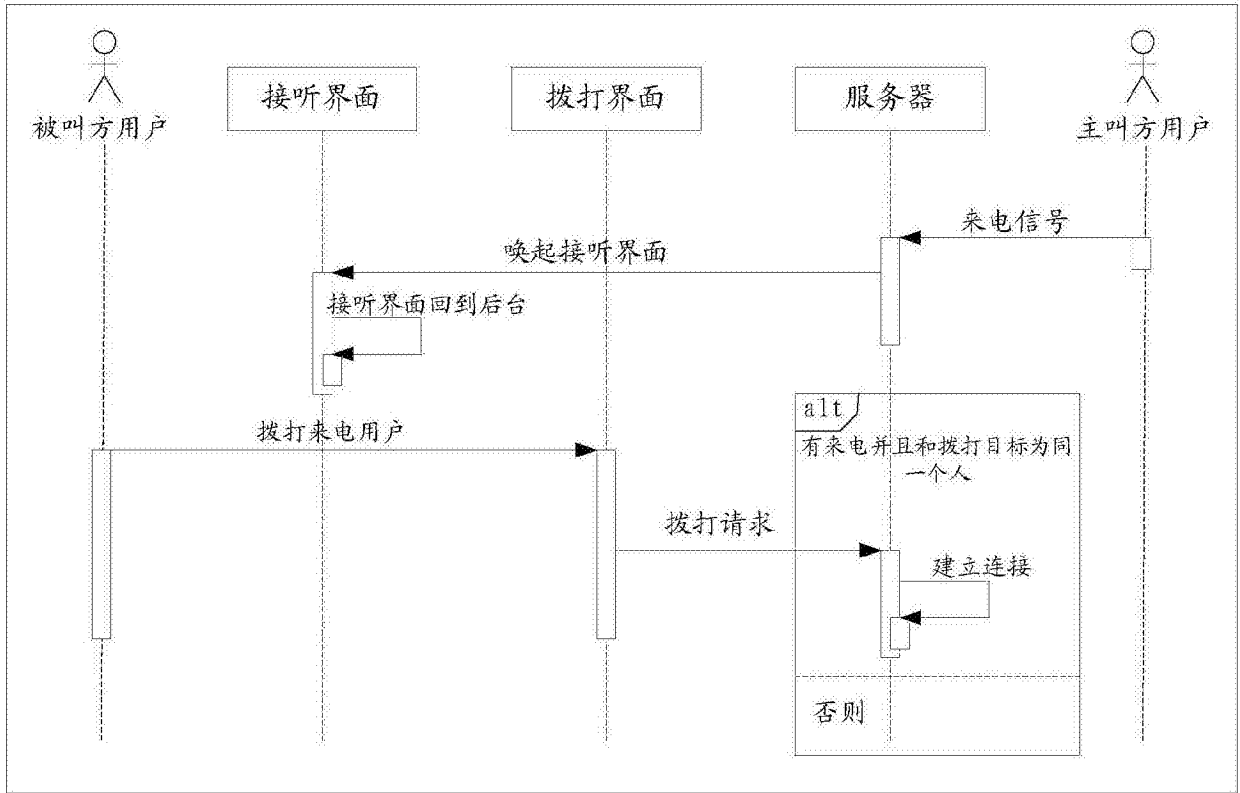 被叫方用户
接听界面
拨打界面
服务器
主叫方用户
来电信号
唤起接听界面
接听界面回到后台
拨打来电用户
alt
有来电并且和拨打目标为同
一个人
拨打请求
建立连接
否则